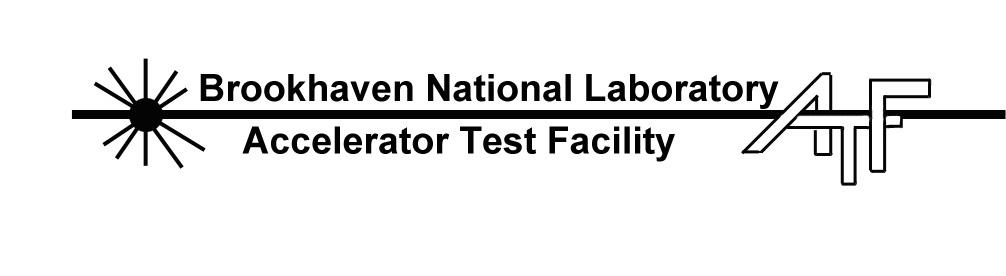 Brookhaven National Laboratory
Accelerator Test Facility
ATF